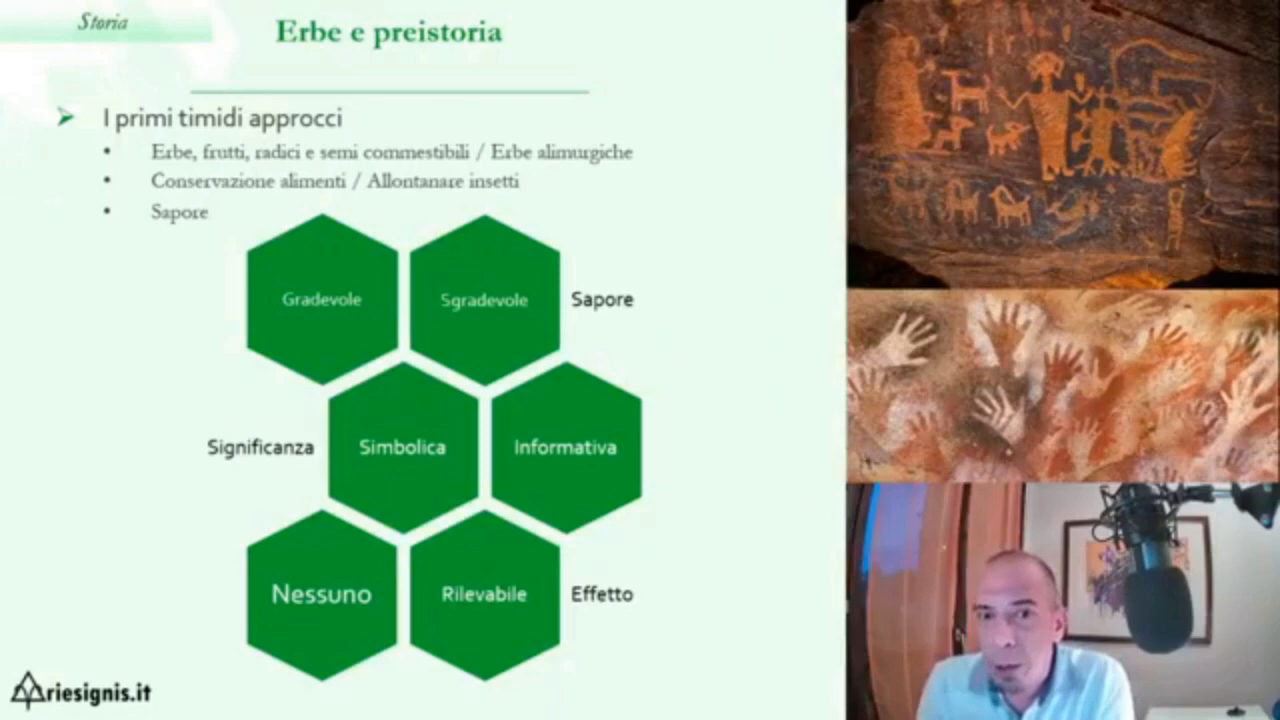 Storia
Erbe e preistoria
I primi timidi approcci
Erbe, frutti, radici e semi commestibili / Erbe alimurgiche
Conservazione alimenti / Allontanare insetti
Sapore
Gradevole
Sgradevole
Sapore
Significanza
Simbolica
Informativa
Nessuno
Rilevabile
Effetto
Ariesignis.it